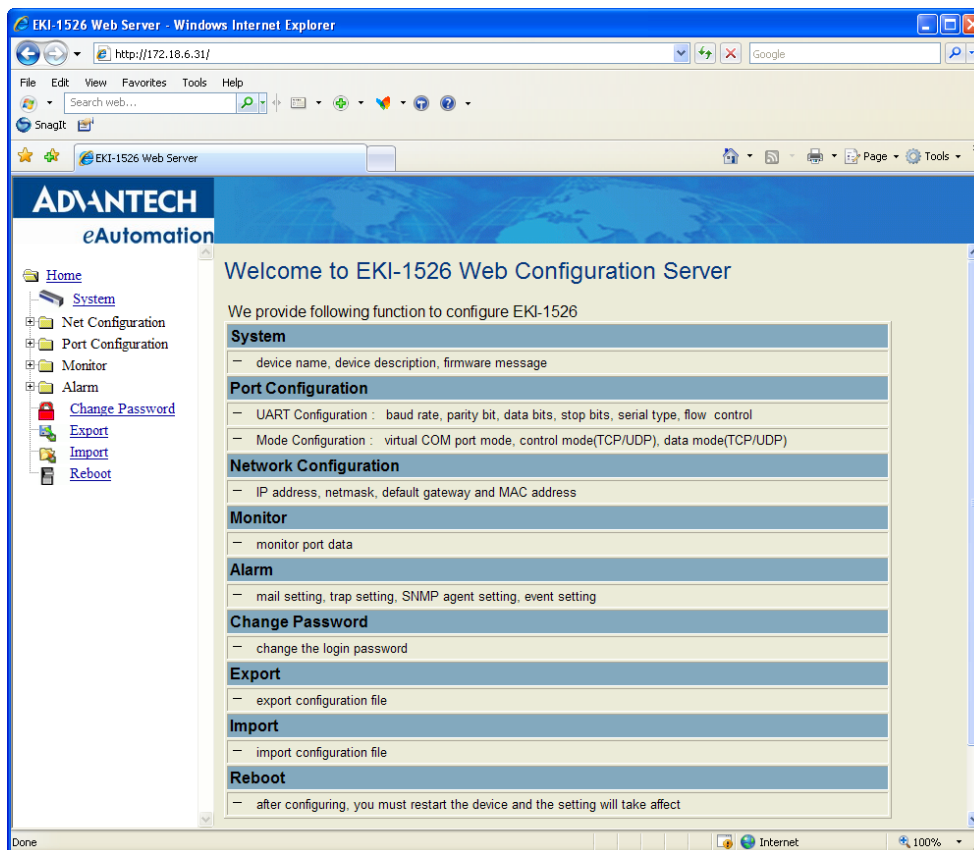 EKI-1526 Web Server - Windows Internet Explorer
http://172.18.6.31/
Google
File Edit View Favorites Tools Help
Search web...
SnagIt
EKI-1526 Web Server
Page Tools
ADVANTECH
eAutomation
Home
System
Net Configuration
Port Configuration
Monitor
Alarm
Change Password
Export
Import
Reboot
Welcome to EKI-1526 Web Configuration Server
We provide following function to configure EKI-1526
System
– device name, device description, firmware message
Port Configuration
– UART Configuration : baud rate, parity bit, data bits, stop bits, serial type, flow control
– Mode Configuration : virtual COM port mode, control mode(TCP/UDP), data mode(TCP/UDP)
Network Configuration
– IP address, netmask, default gateway and MAC address
Monitor
– monitor port data
Alarm
– mail setting, trap setting, SNMP agent setting, event setting
Change Password
– change the login password
Export
– export configuration file
Import
– import configuration file
Reboot
– after configuring, you must restart the device and the setting will take affect
Done
Internet
100%